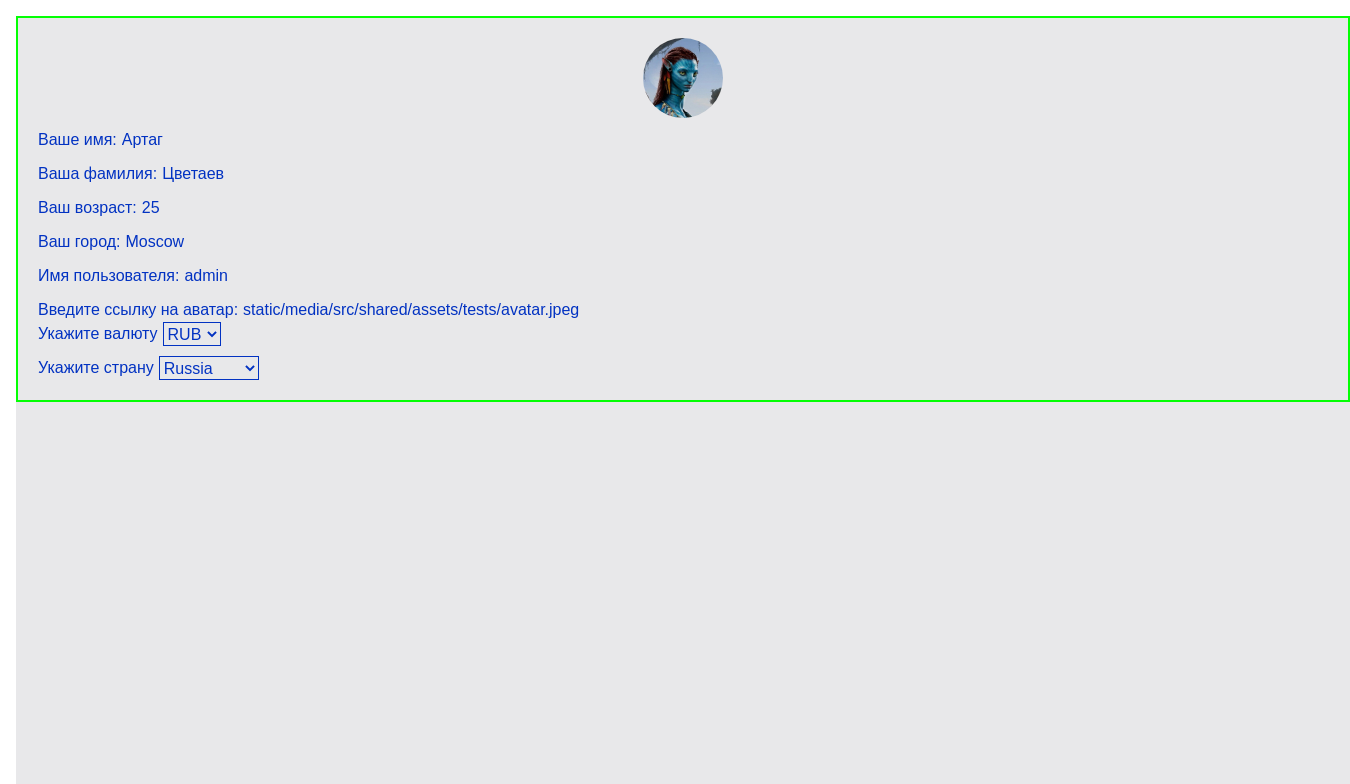 Ваше имя: Артаг
Ваша фамилия: Цветаев
Ваш возраст: 25
Ваш город: Moscow
Имя пользователя: admin
Введите ссылку на аватар: static/media/src/shared/assets/tests/avatar.jpeg
Укажите валюту RUB
Укажите страну Russia